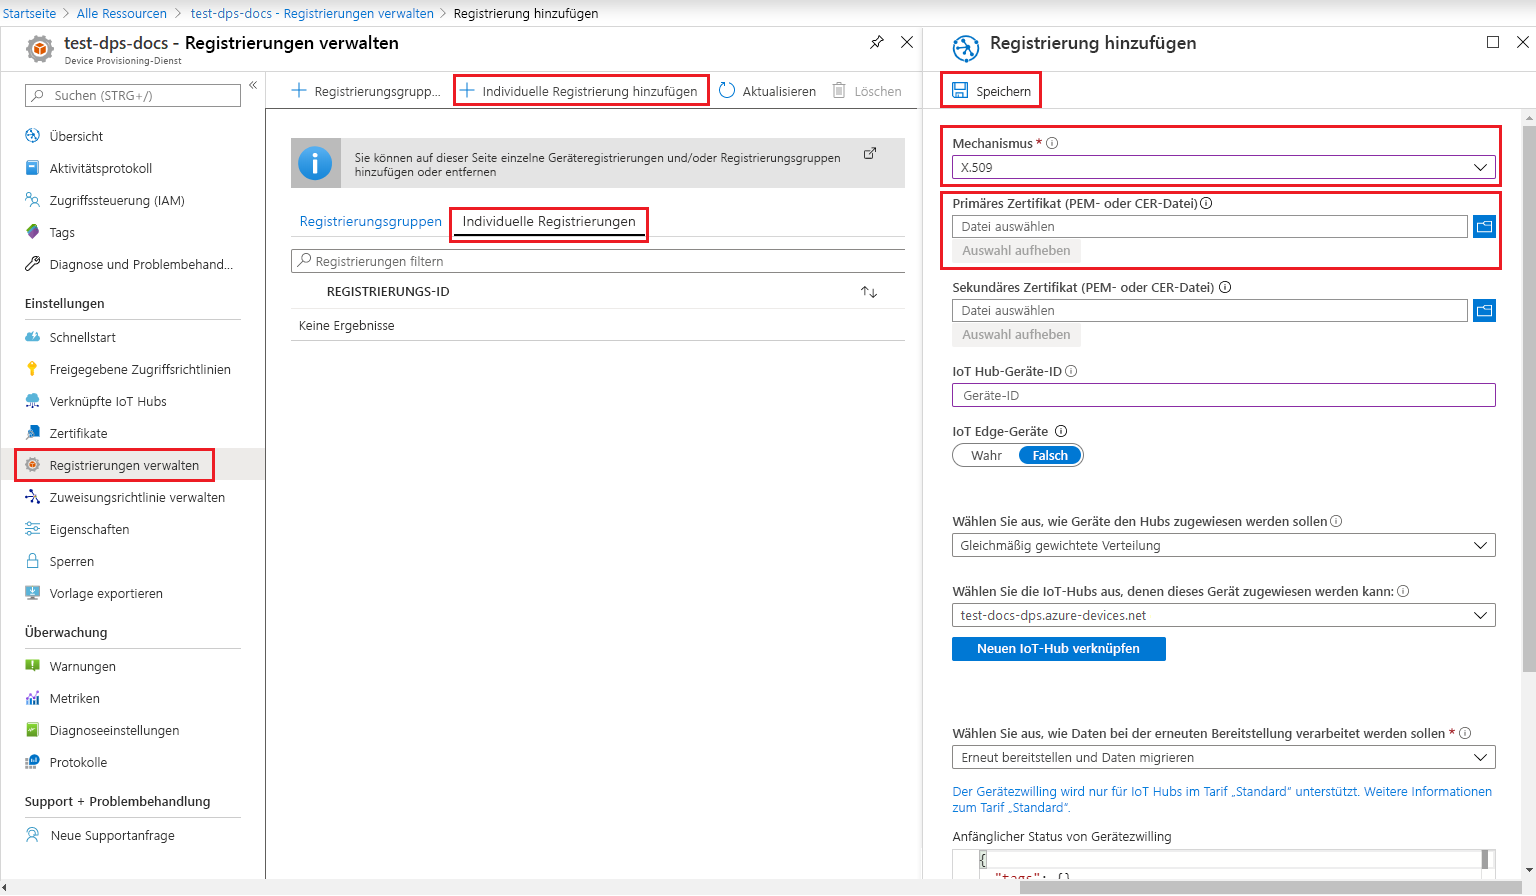 Startseite > Alle Ressourcen > test-dps-docs - Registrierungen verwalten > Registrierung hinzufügen
test-dps-docs - Registrierungen verwalten
Device Provisioning-Dienst
Suchen (STRG+/)
Übersicht
Aktivitätsprotokoll
Zugriffssteuerung (IAM)
Tags
Diagnose und Problembehand...
Einstellungen
Schnellstart
Freigegebene Zugriffsrichtlinien
Verknüpfte IoT Hubs
Zertifikate
Registrierungen verwalten
Zuweisungsrichtlinie verwalten
Eigenschaften
Sperren
Vorlage exportieren
Überwachung
Warnungen
Metriken
Diagnoseeinstellungen
Protokolle
Support + Problembehandlung
Neue Supportanfrage
Registrierungsgrupp... Individuelle Registrierung hinzufügen Aktualisieren Löschen
Sie können auf dieser Seite einzelne Geräteregistrierungen und/oder Registrierungsgruppen
hinzufügen oder entfernen
Registrierungsgruppen Individuelle Registrierungen
Registrierungen filtern
REGISTRIERUNGS-ID
Keine Ergebnisse
Registrierung hinzufügen
Speichern
Mechanismus *
X.509
Primäres Zertifikat (PEM- oder CER-Datei)
Datei auswählen
Auswahl aufheben
Sekundäres Zertifikat (PEM- oder CER-Datei)
Datei auswählen
Auswahl aufheben
IoT Hub-Geräte-ID
Geräte-ID
IoT Edge-Geräte
Wahr Falsch
Wählen Sie aus, wie Geräte den Hubs zugewiesen werden sollen
Gleichmäßig gewichtete Verteilung
Wählen Sie die IoT-Hubs aus, denen dieses Gerät zugewiesen werden kann:
test-docs-dps.azure-devices.net
Neuen IoT-Hub verknüpfen
Wählen Sie aus, wie Daten bei der erneuten Bereitstellung verarbeitet werden sollen *
Erneut bereitstellen und Daten migrieren
Der Gerätezwilling wird nur für IoT Hubs im Tarif „Standard“ unterstützt. Weitere Informationen
zum Tarif „Standard“.
Anfänglicher Status von Gerätezwilling
{
"tags": {}